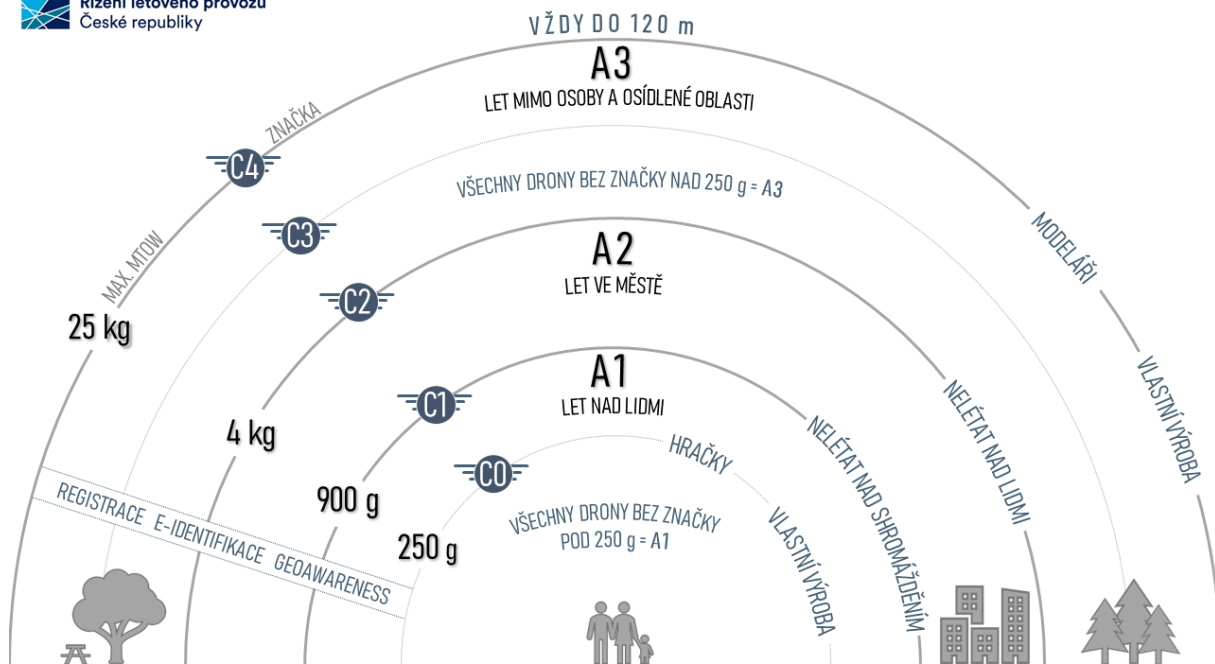 Řízení letového provozu
České republiky
VŽDY DO 120 m
A3
LET MIMO OSOBY A OSÍDLENÉ OBLASTI
ZNAČKA
C4
VŠECHNY DRONY BEZ ZNAČKY NAD 250 g = A3
C3
MODELÁŘI
A2
LET VE MĚSTĚ
MAX. MTOW
C2
25 kg
A1
LET NAD LIDMI
VLASTNÍ VÝROBA
C1
NELÉTAT NAD LIDMI
4 kg
HRAČKY
NELÉTAT NAD SHROMÁŽDĚNÍM
C0
900 g
VŠECHNY DRONY BEZ ZNAČKY
POD 250 g = A1
VLASTNÍ VÝROBA
250 g
REGISTRACE E-IDENTIFIKACE GEOAWARENESS